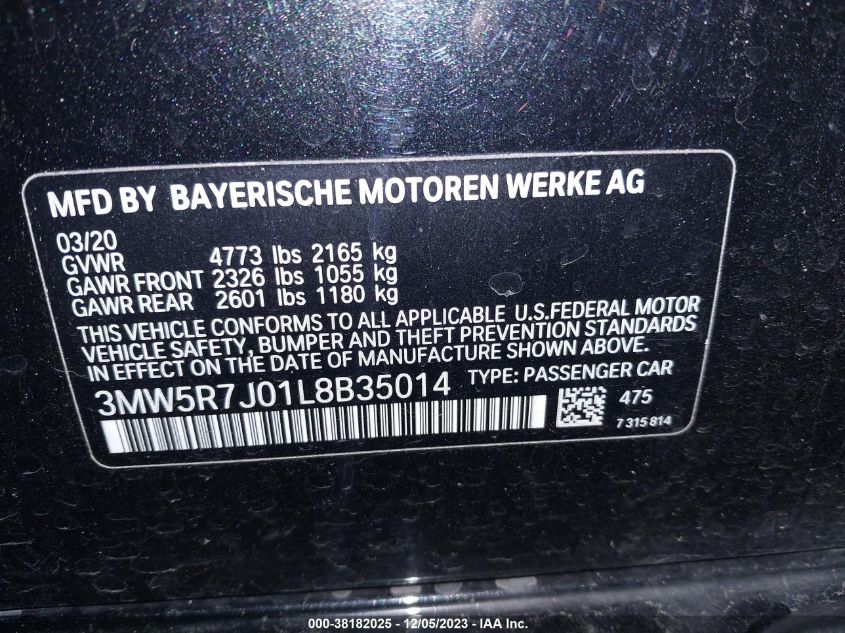 MFD BY BAYERISCHE MOTOREN WERKE AG
03/20
GVWR 4773 lbs 2165 kg
GAWR FRONT 2326 lbs 1055 kg
GAWR REAR 2601 lbs 1180 kg
THIS VEHICLE CONFORMS TO ALL APPLICABLE U.S.FEDERAL MOTOR
VEHICLE SAFETY, BUMPER AND THEFT PREVENTION STANDARDS
IN EFFECT ON THE DATE OF MANUFACTURE SHOWN ABOVE.
3MW5R7J01L8B35014 TYPE: PASSENGER CAR
475
7 315 814
000-38182025 - 12/05/2023 - IAA Inc.